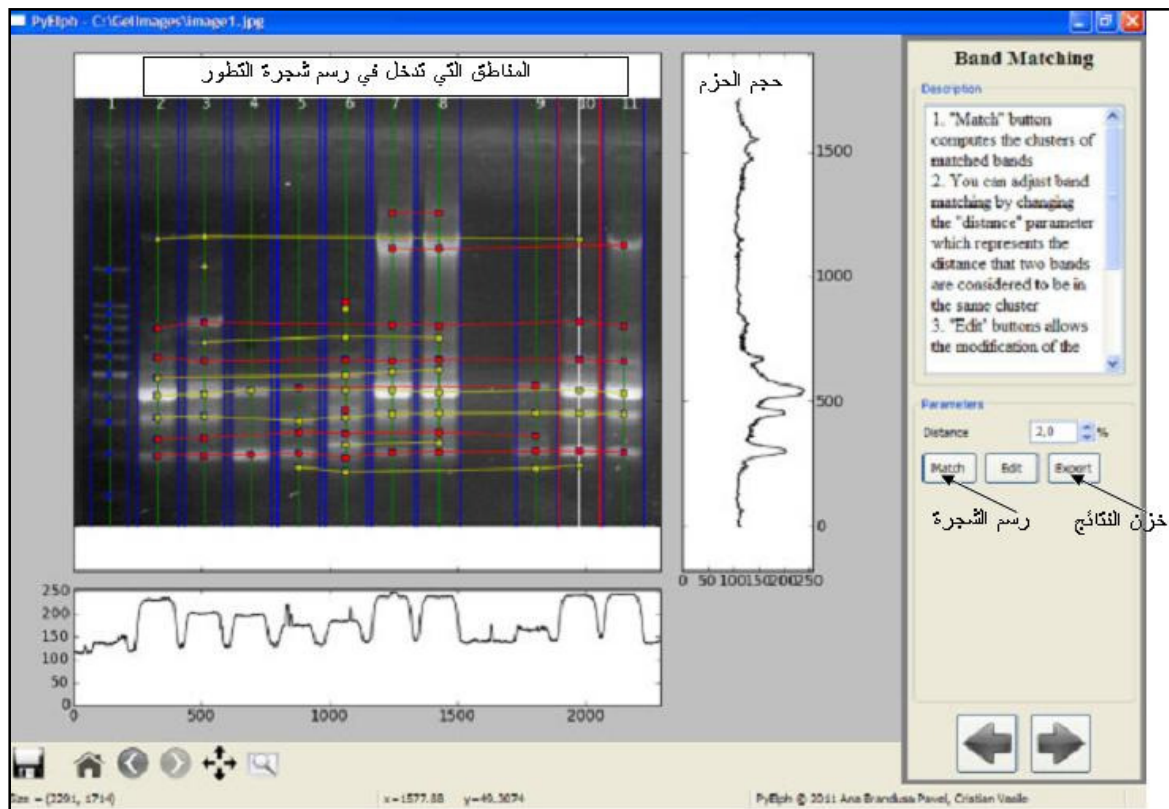 PyElph - C:\GelImages\image1.jpg
المناطق التي تدخل في رسم شجرة التطور
1 2 3 4 5 6 7 8 9 10 11
حجم الحزم
1500
1000
500
0
0 50 100 150 200 250
250
200
150
100
50
0
0 500 1000 1500 2000
Band Matching
Description
1. "Match" button
computes the clusters of
matched bands
2. You can adjust band
matching by changing
the "distance" parameter
which represents the
distance that two bands
are considered to be in
the same cluster
3. "Edit" buttons allows
the modification of the
Parameters
Distance 2,0 %
Match Edit Export
رسم الشجرة
خزن النتائج
Size = (2291, 1714)
x=1577.88 y=49.3074
PyElph © 2011 Ana Brandusa Pavel, Cristian Vasile